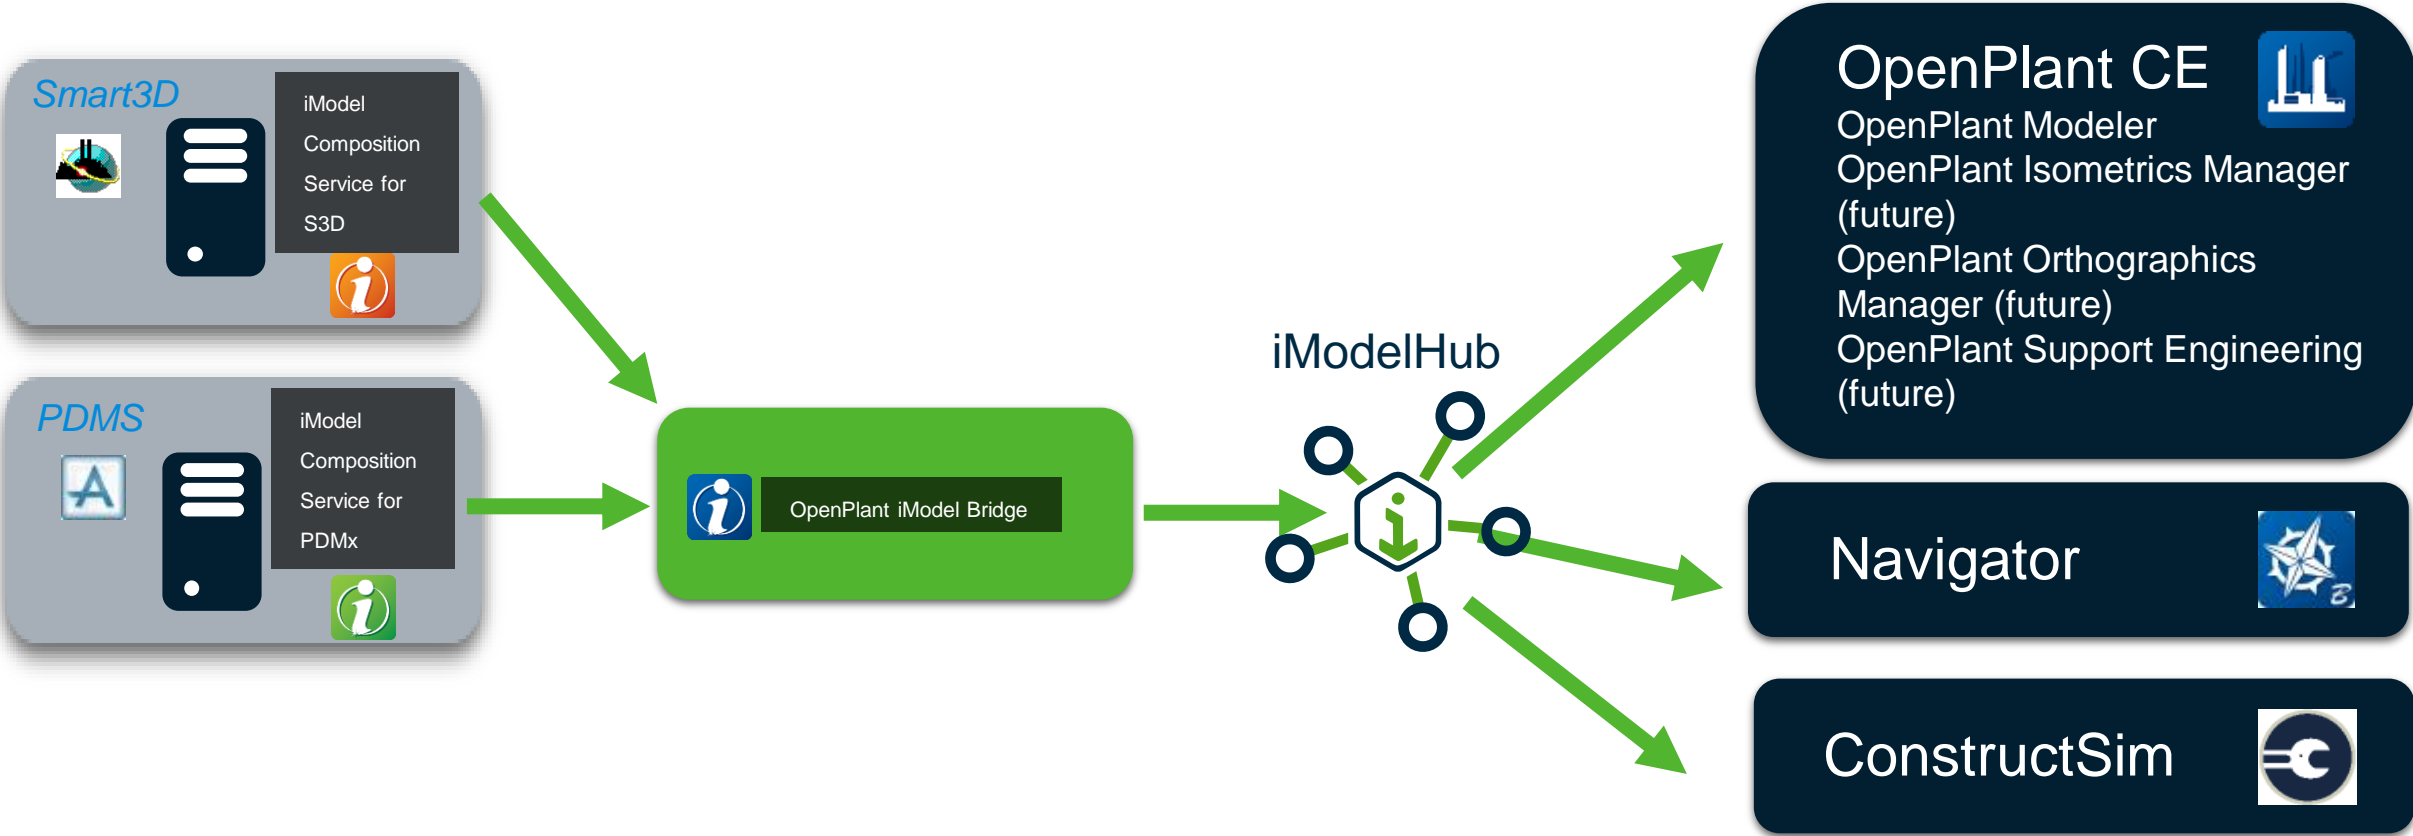 Smart3D
iModel
Composition
Service for
S3D
PDMS
iModel
Composition
Service for
PDMx
OpenPlant iModel Bridge
iModelHub
OpenPlant CE
OpenPlant Modeler
OpenPlant Isometrics Manager
(future)
OpenPlant Orthographics
Manager (future)
OpenPlant Support Engineering
(future)
Navigator
B
ConstructSim